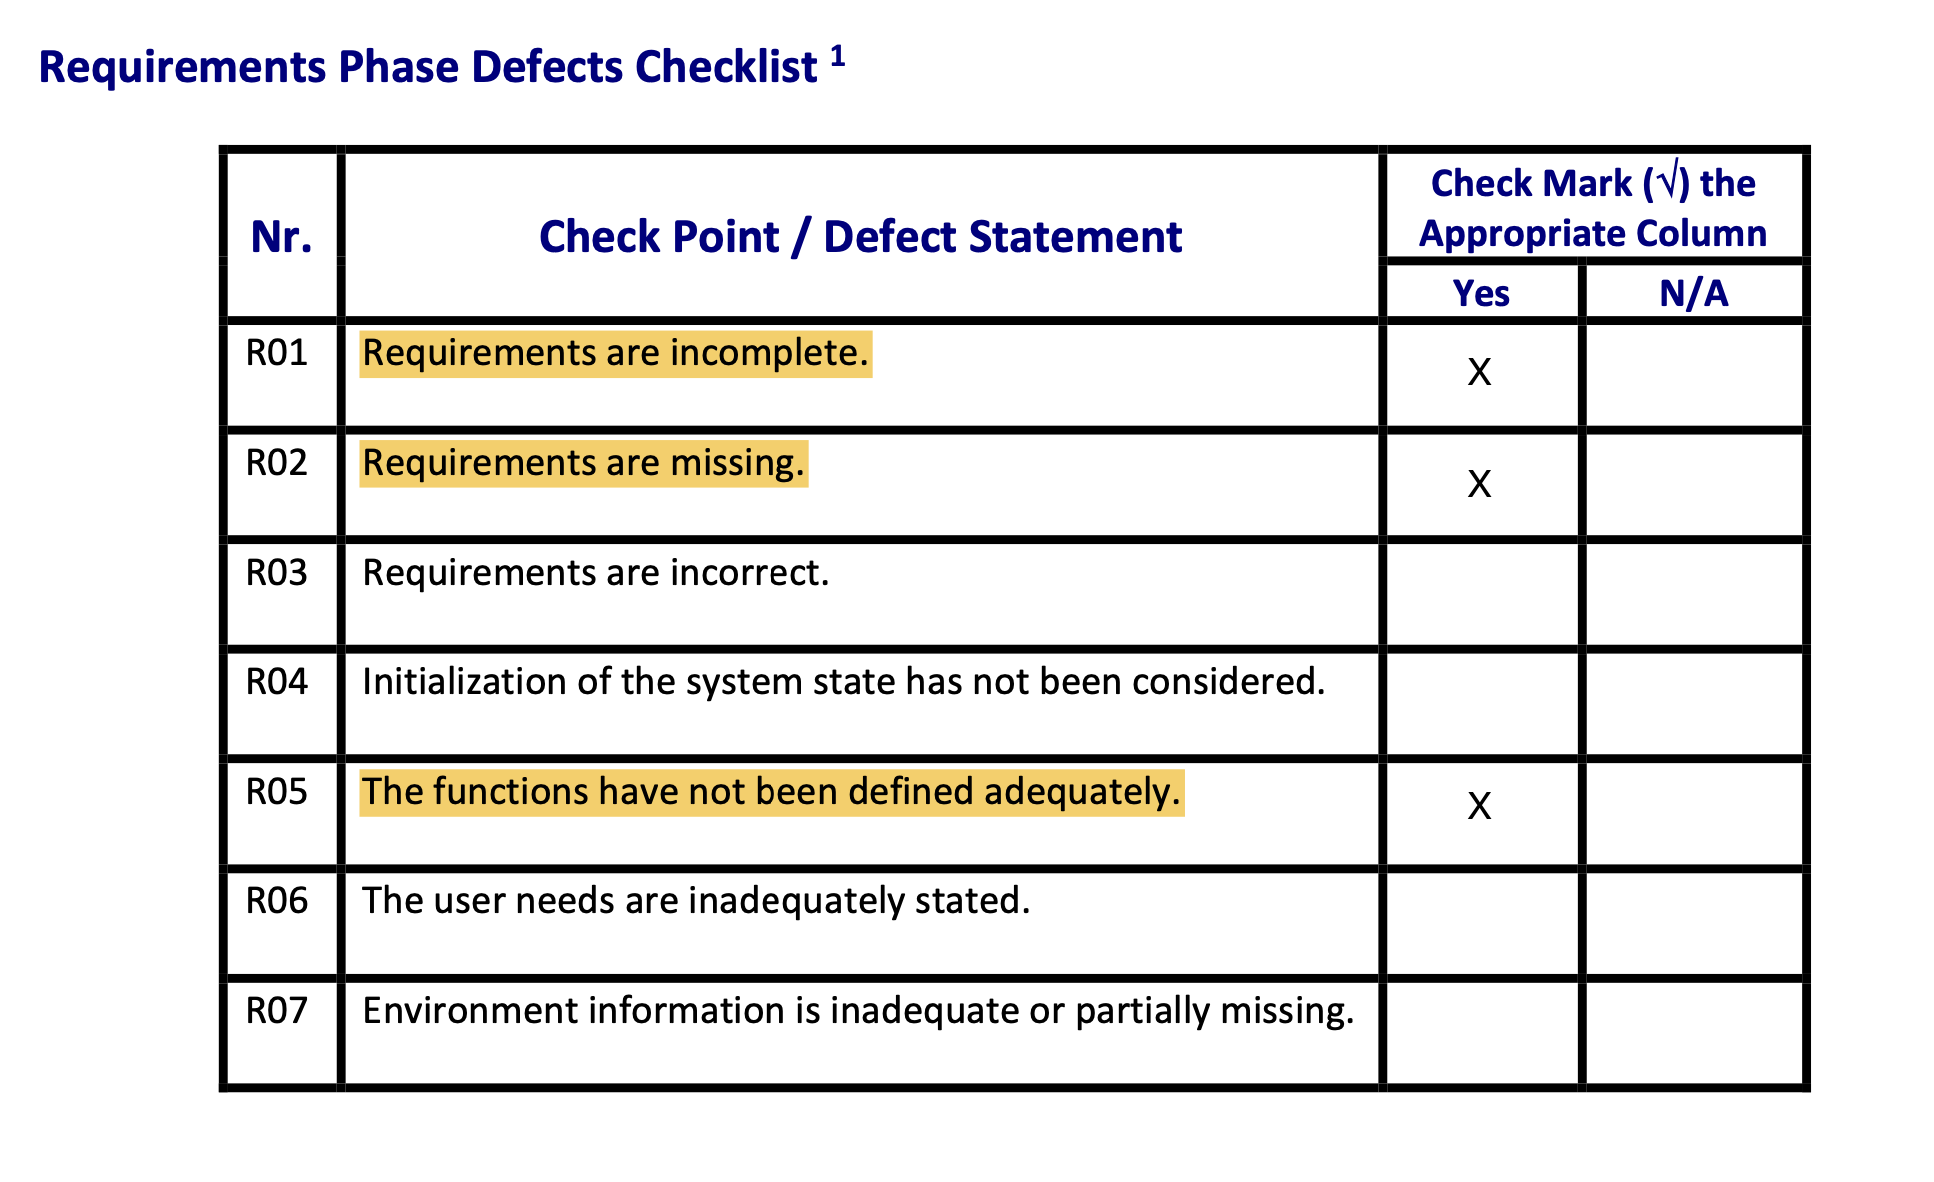 Requirements Phase Defects Checklist 1
Nr.
Check Point / Defect Statement
Check Mark (√) the
Appropriate Column
Yes
N/A
R01
Requirements are incomplete.
X
R02
Requirements are missing.
X
R03
Requirements are incorrect.
R04
Initialization of the system state has not been considered.
R05
The functions have not been defined adequately.
X
R06
The user needs are inadequately stated.
R07
Environment information is inadequate or partially missing.